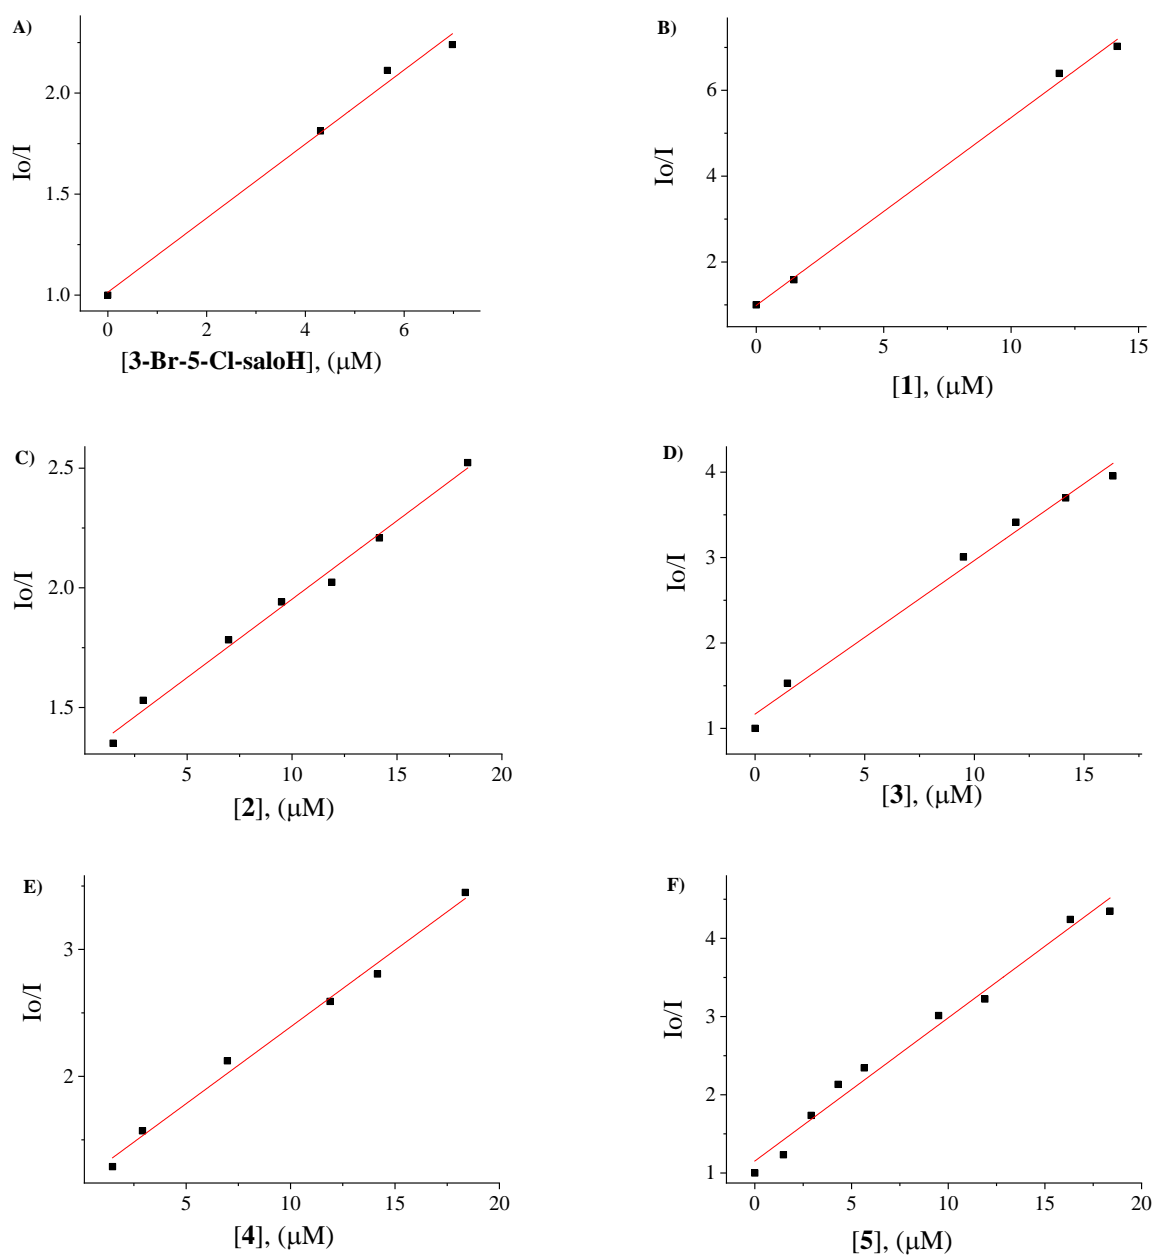 A)
Io/I
2.0
1.5
1.0
0 2 4 6
[3-Br-5-Cl-saloH], (μM)
B)
Io/I
6
4
2
0 5 10 15
[1], (μM)
C)
Io/I
2.5
2.0
1.5
5 10 15 20
[2], (μM)
D)
Io/I
4
3
2
1
0 5 10 15
[3], (μM)
E)
Io/I
3
2
5 10 15 20
[4], (μM)
F)
Io/I
4
3
2
1
0 5 10 15 20
[5], (μM)